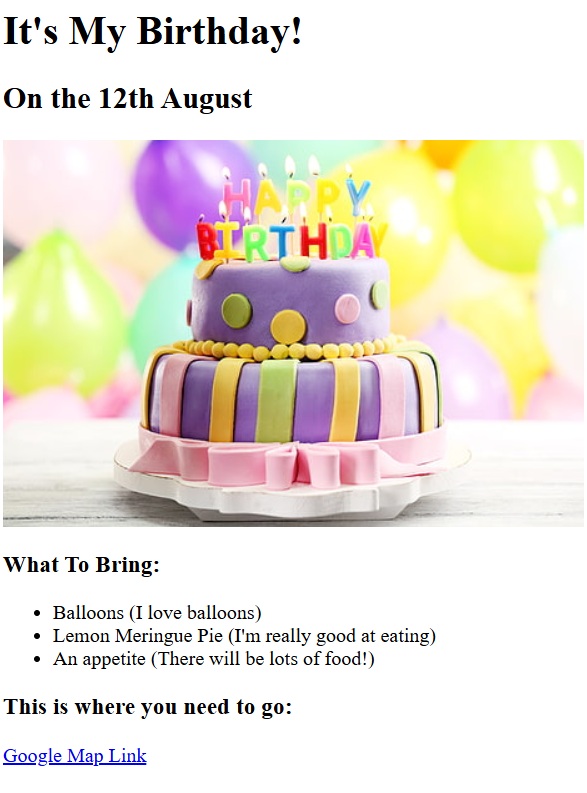 It's My Birthday!
On the 12th August
HAPPY
BIRTHDAY
What To Bring:
Balloons (I love balloons)
Lemon Meringue Pie (I'm really good at eating)
An appetite (There will be lots of food!)
This is where you need to go:
Google Map Link